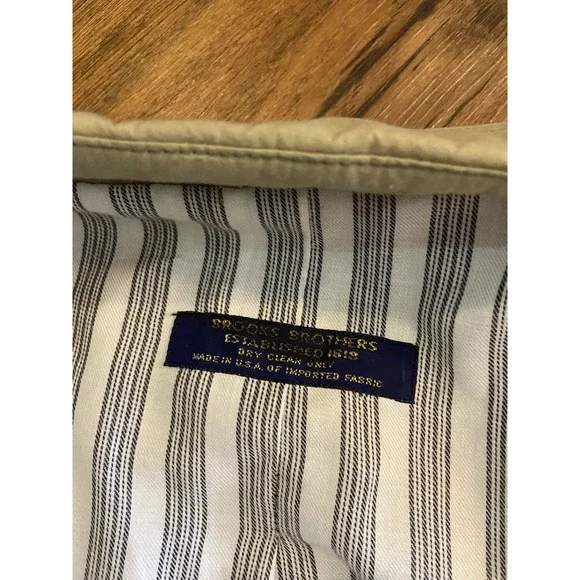 BROOKS BROTHERS
ESTABLISHED 1818
DRY CLEAN ONLY
MADE IN U.S.A. OF IMPORTED FABRIC